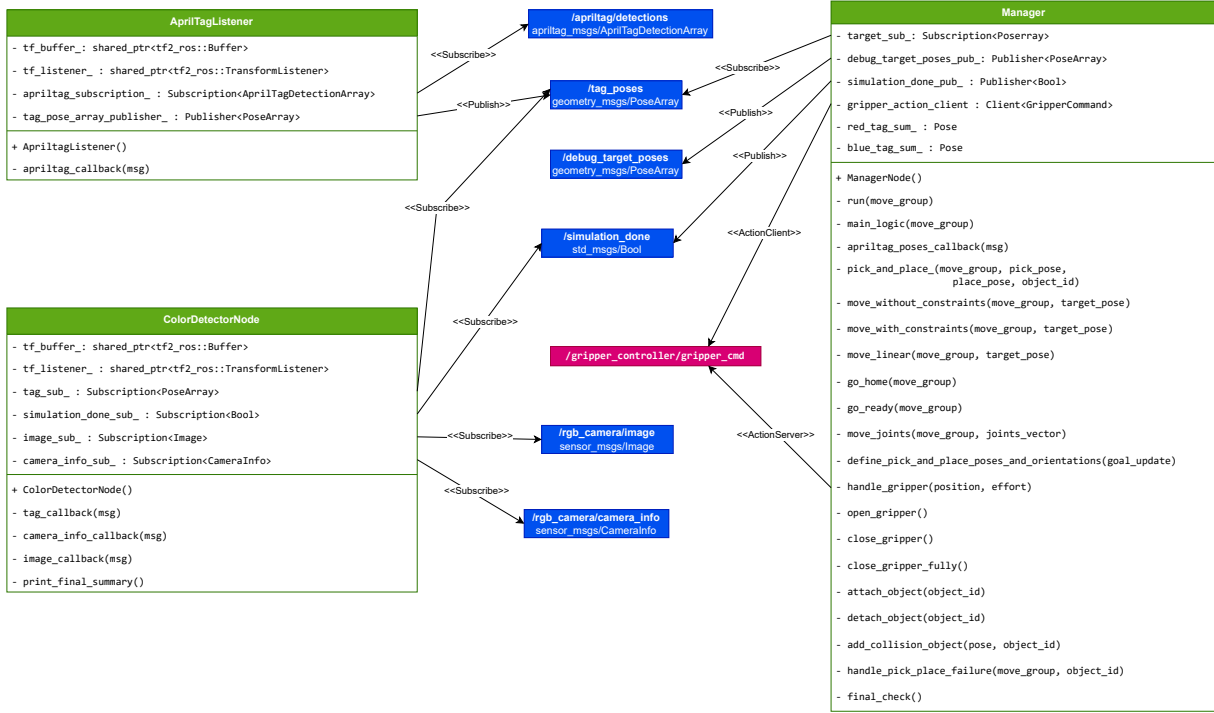 AprilTagListener
- tf_buffer_: shared_ptr<tf2_ros::Buffer>
- tf_listener_ : shared_ptr<tf2_ros::TransformListener>
- apriltag_subscription_ : Subscription<AprilTagDetectionArray>
- tag_pose_array_publisher_ : Publisher<PoseArray>
+ AprilTagListener()
- apriltag_callback(msg)
ColorDetectorNode
- tf_buffer_: shared_ptr<tf2_ros::Buffer>
- tf_listener_ : shared_ptr<tf2_ros::TransformListener>
- tag_sub_ : Subscription<PoseArray>
- simulation_done_sub_ : Subscription<Bool>
- image_sub_ : Subscription<Image>
- camera_info_sub_ : Subscription<CameraInfo>
+ ColorDetectorNode()
- tag_callback(msg)
- camera_info_callback(msg)
- image_callback(msg)
- print_final_summary()
<<Subscribe>>
<<Publish>>
<<Subscribe>>
<<Subscribe>>
<<Subscribe>>
<<Subscribe>>
/apriltag/detections
apriltag_msgs/AprilTagDetectionArray
/tag_poses
geometry_msgs/PoseArray
/debug_target_poses
geometry_msgs/PoseArray
/simulation_done
std_msgs/Bool
/gripper_controller/gripper_cmd
/rgb_camera/image
sensor_msgs/Image
/rgb_camera/camera_info
sensor_msgs/CameraInfo
<<Subscribe>>
<<Publish>>
<<Publish>>
<<ActionClient>>
<<ActionServer>>
Manager
- target_sub_: Subscription<Poserray>
- debug_target_poses_pub_: Publisher<PoseArray>
- simulation_done_pub_ : Publisher<Bool>
- gripper_action_client : Client<GripperCommand>
- red_tag_sum_ : Pose
- blue_tag_sum_ : Pose
+ ManagerNode()
- run(move_group)
- main_logic(move_group)
- apriltag_poses_callback(msg)
- pick_and_place_(move_group, pick_pose,
place_pose, object_id)
- move_without_constraints(move_group, target_pose)
- move_with_constraints(move_group, target_pose)
- move_linear(move_group, target_pose)
- go_home(move_group)
- go_ready(move_group)
- move_joints(move_group, joints_vector)
- define_pick_and_place_poses_and_orientations(goal_update)
- handle_gripper(position, effort)
- open_gripper()
- close_gripper()
- close_gripper_fully()
- attach_object(object_id)
- detach_object(object_id)
- add_collision_object(pose, object_id)
- handle_pick_place_failure(move_group, object_id)
- final_check()